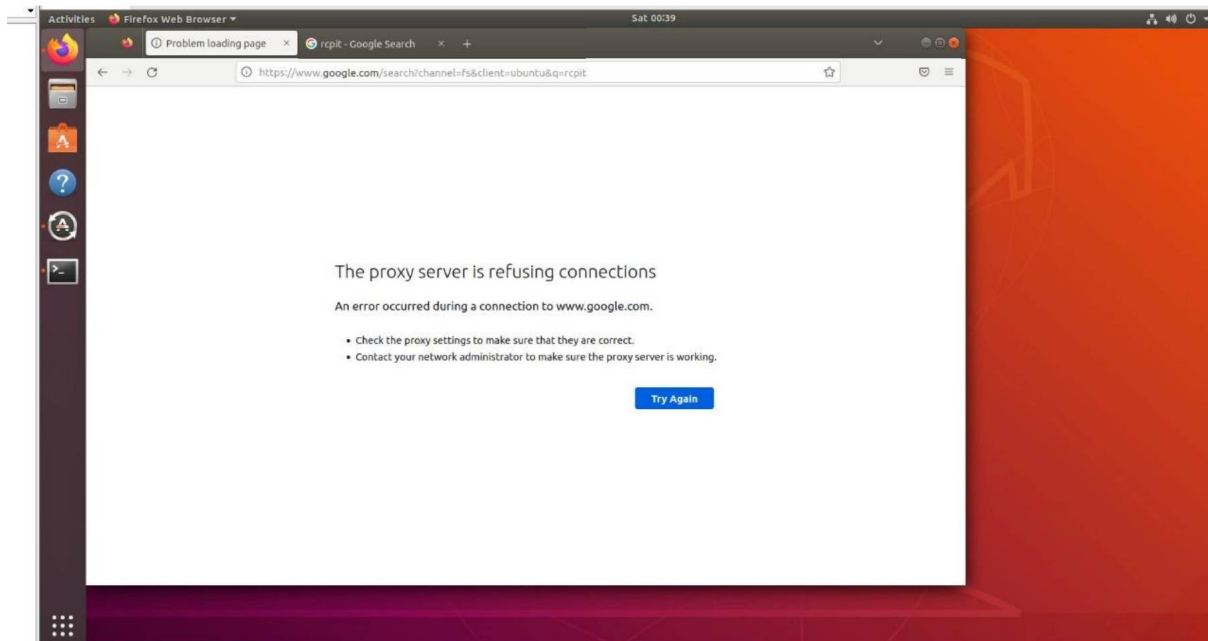 Activities Firefox Web Browser Sat 00:39
Problem loading page rcpit - Google Search
https://www.google.com/search?channel=fs&client=ubuntu&q=rcpit
The proxy server is refusing connections
An error occurred during a connection to www.google.com.
• Check the proxy settings to make sure that they are correct.
• Contact your network administrator to make sure the proxy server is working.
Try Again